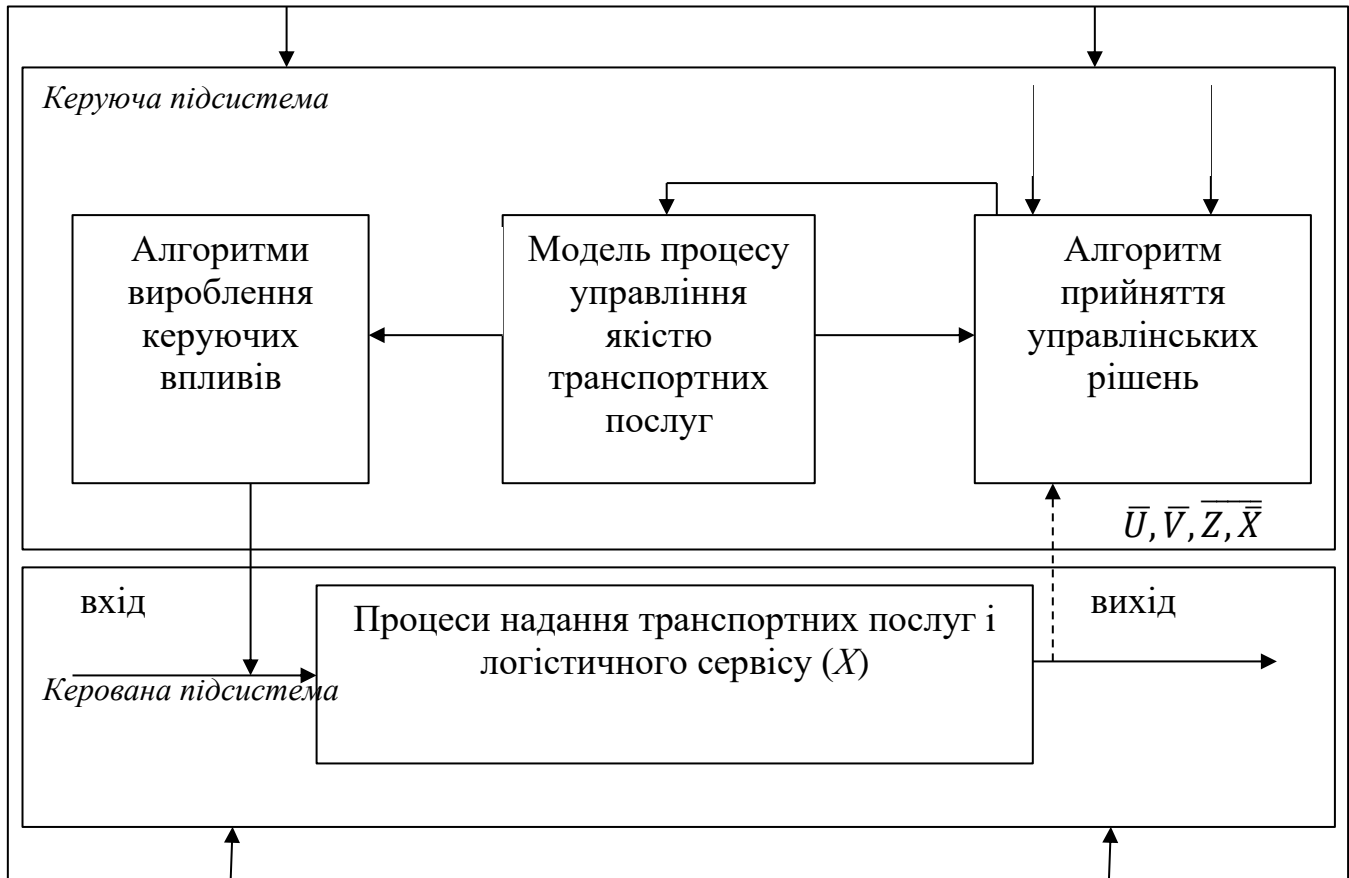 Керуюча підсистема
Алгоритми
вироблення
керуючих
впливів
Модель процесу
управління
якістю
транспортних
послуг
Алгоритм
прийняття
управлінських
рішень
U̅, V̅, Z̅, X̿
вхід
Процеси надання транспортних послуг і
логістичного сервісу (X)
вихід
Керована підсистема